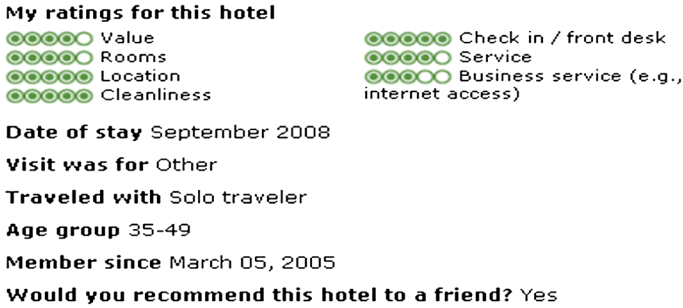 My ratings for this hotel
Value
Rooms
Location
Cleanliness
Check in / front desk
Service
Business service (e.g.,
internet access)
Date of stay September 2008
Visit was for Other
Traveled with Solo traveler
Age group 35-49
Member since March 05, 2005
Would you recommend this hotel to a friend? Yes